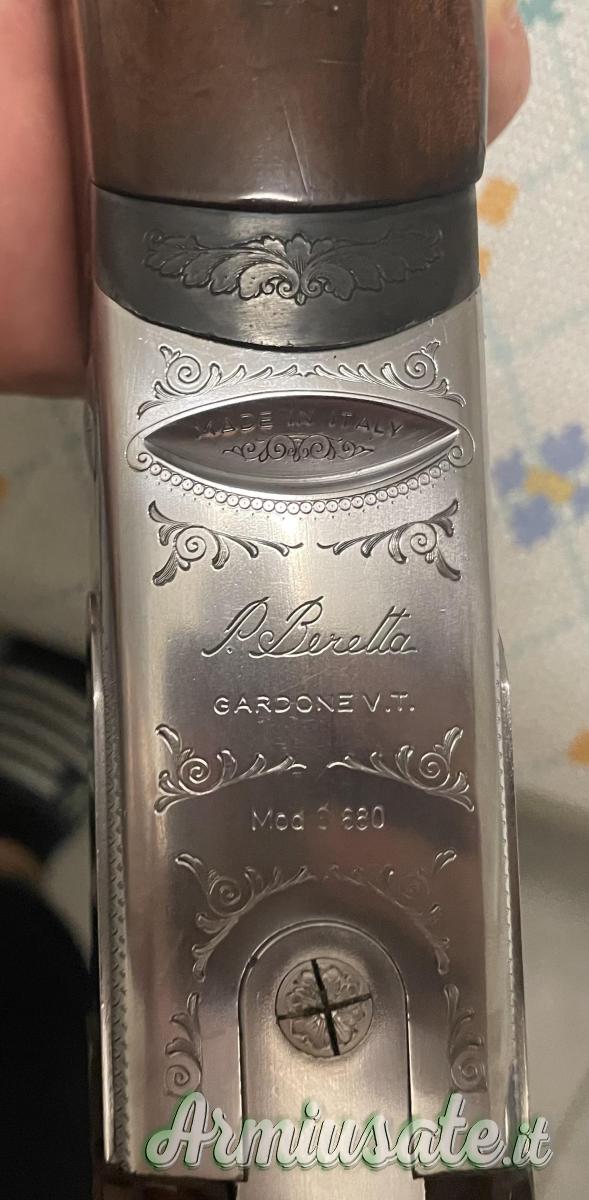 MADE IN ITALY
P. Beretta
GARDONE V.T.
Mod S 680
Armiusate.it